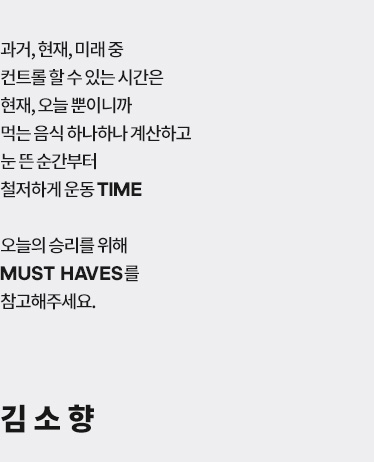 과거, 현재, 미래 중
컨트롤 할 수 있는 시간은
현재, 오늘 뿐이니까
먹는 음식 하나하나 계산하고
눈 뜬 순간부터
철저하게 운동 TIME
오늘의 승리를 위해
MUST HAVES를
참고해주세요.
김소향